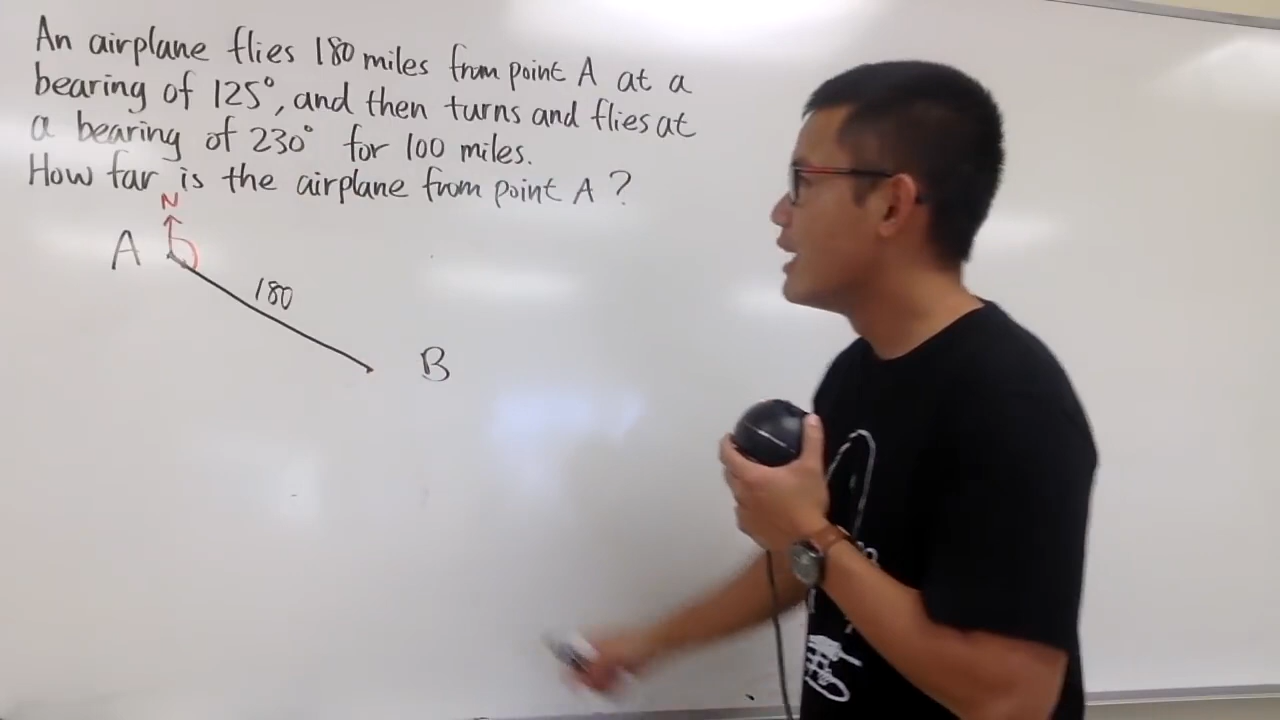 An airplane flies 180 miles from point A at a
bearing of 125°, and then turns and flies at
a bearing of 230° for 100 miles.
How far is the airplane from point A?
N
A
180
B